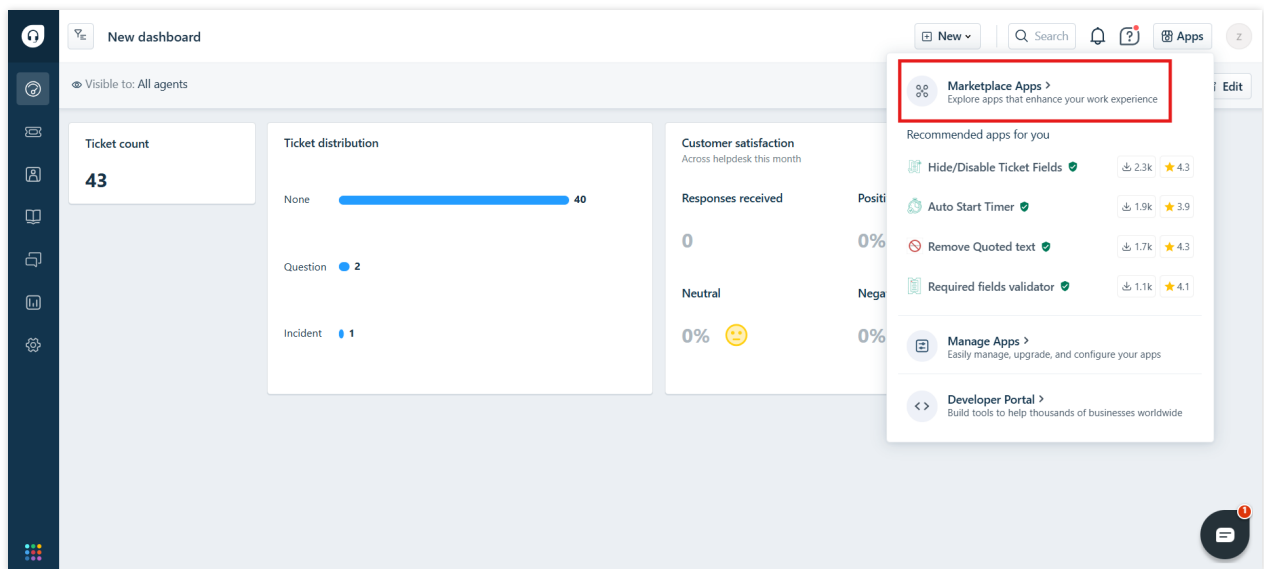 New dashboard
New
Search
Apps
Z
Visible to: All agents
Edit
Ticket count
43
Ticket distribution
None
40
Question
2
Incident
1
Customer satisfaction
Across helpdesk this month
Responses received
Positi
0
0%
Neutral
Nega
0%
0%
Marketplace Apps
Explore apps that enhance your work experience
Recommended apps for you
Hide/Disable Ticket Fields
2.3k
4.3
Auto Start Timer
1.9k
3.9
Remove Quoted text
1.7k
4.3
Required fields validator
1.1k
4.1
Manage Apps
Easily manage, upgrade, and configure your apps
Developer Portal
Build tools to help thousands of businesses worldwide
1